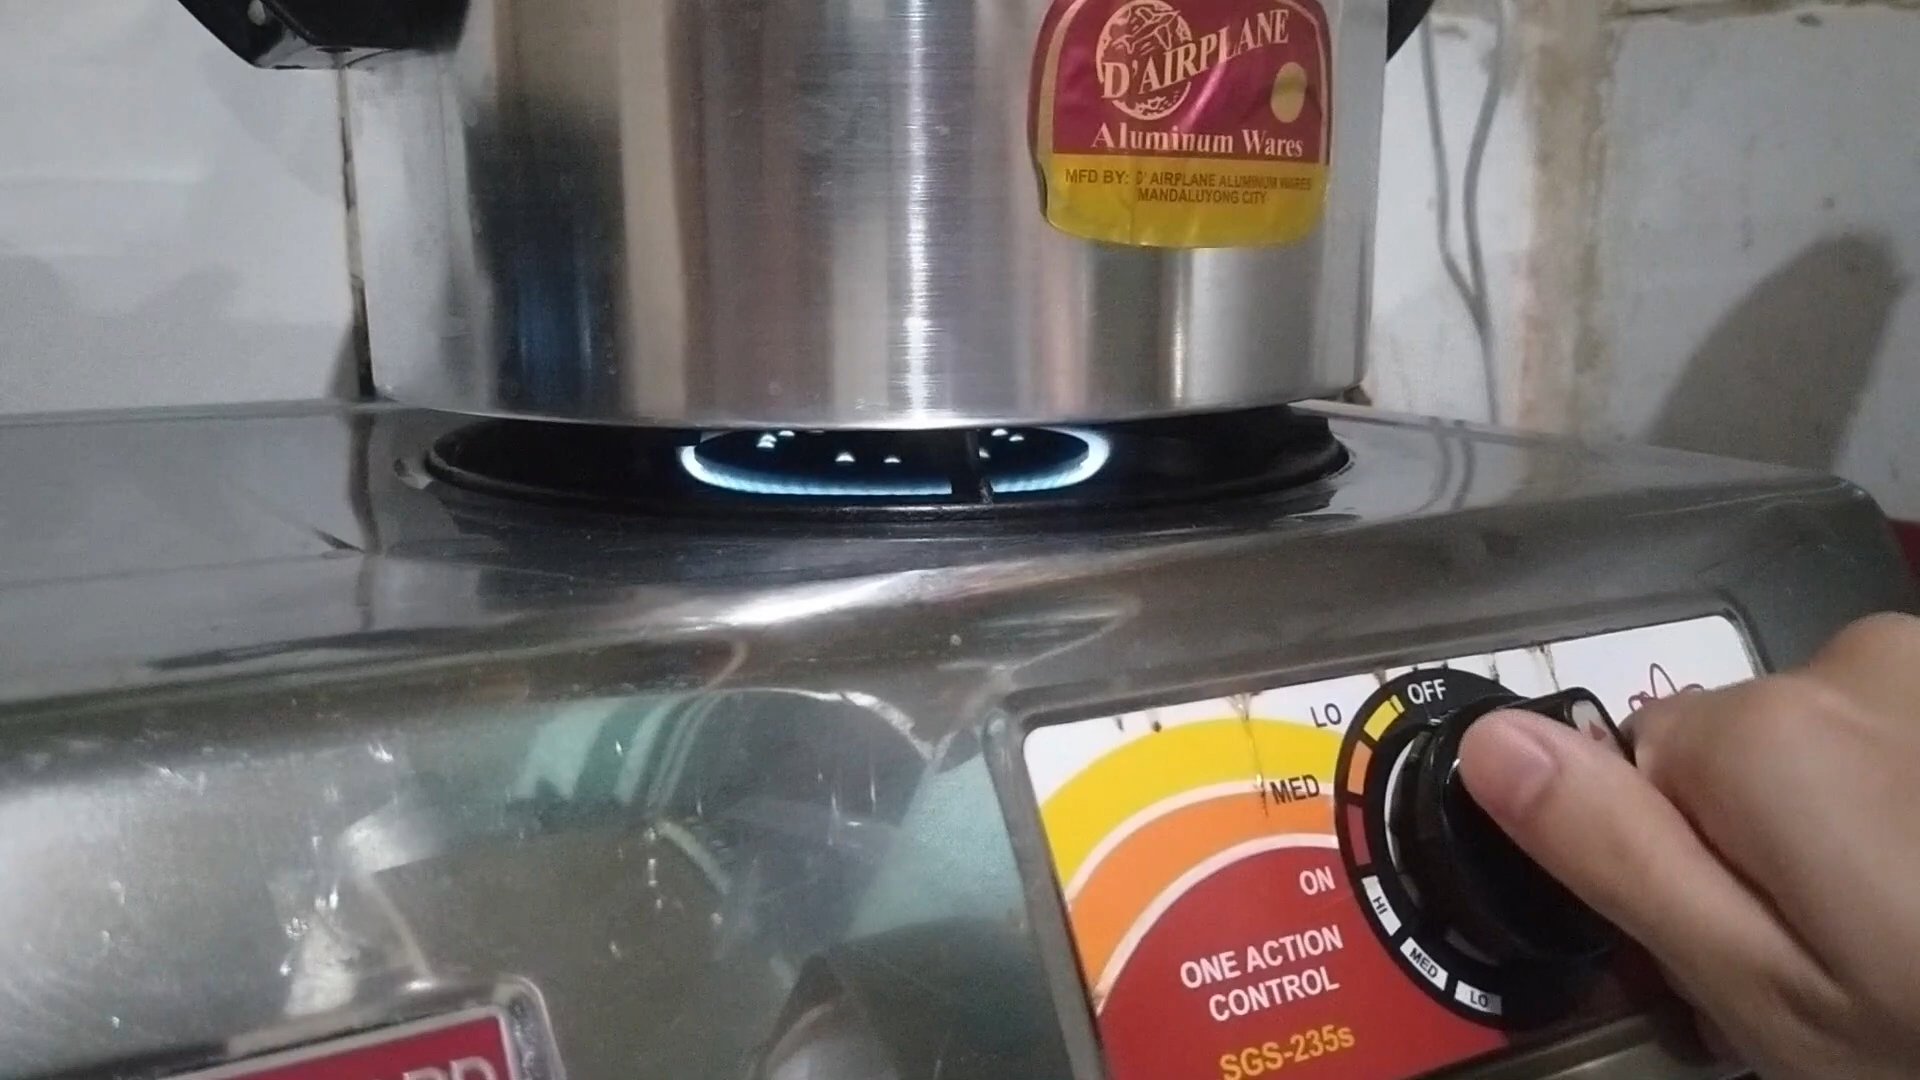 D'AIRPLANE
Aluminum Wares
MFD BY: D' AIRPLANE ALUMINUM WARES
MANDALUYONG CITY
OFF
LO
MED
ON
HI
MED
LO
ONE ACTION
CONTROL
SGS-235s